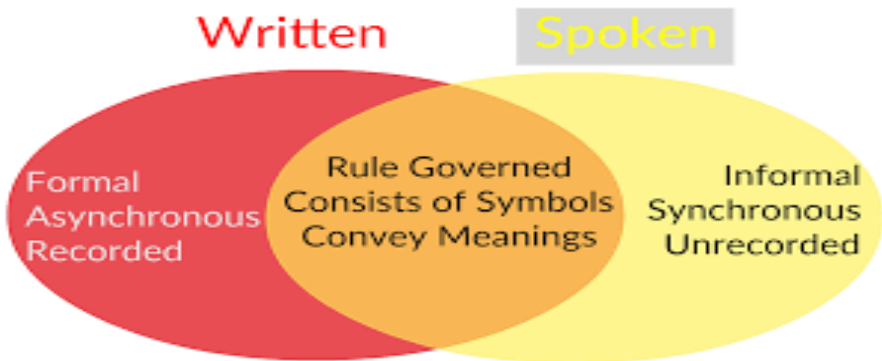 Written
Spoken
Formal
Asynchronous
Recorded
Rule Governed
Consists of Symbols
Convey Meanings
Informal
Synchronous
Unrecorded